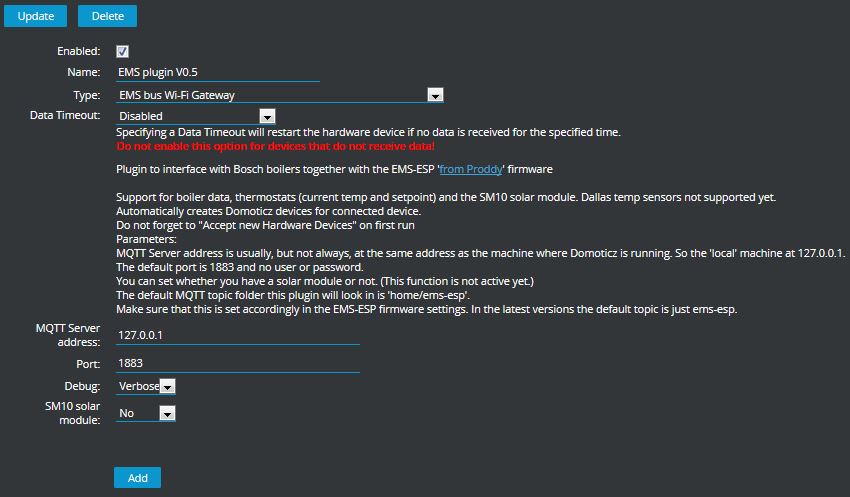 Update Delete
Enabled:
Name: EMS plugin V0.5
Type: EMS bus Wi-Fi Gateway
Data Timeout: Disabled
Specifying a Data Timeout will restart the hardware device if no data is received for the specified time.
Do not enable this option for devices that do not receive data!
Plugin to interface with Bosch boilers together with the EMS-ESP 'from Proddy' firmware
Support for boiler data, thermostats (current temp and setpoint) and the SM10 solar module. Dallas temp sensors not supported yet.
Automatically creates Domoticz devices for connected device.
Do not forget to "Accept new Hardware Devices" on first run
Parameters:
MQTT Server address is usually, but not always, at the same address as the machine where Domoticz is running. So the 'local' machine at 127.0.0.1.
The default port is 1883 and no user or password.
You can set whether you have a solar module or not. (This function is not active yet.)
The default MQTT topic folder this plugin will look in is 'home/ems-esp'.
Make sure that this is set accordingly in the EMS-ESP firmware settings. In the latest versions the default topic is just ems-esp.
MQTT Server
address: 127.0.0.1
Port: 1883
Debug: Verbose
SM10 solar
module: No
Add